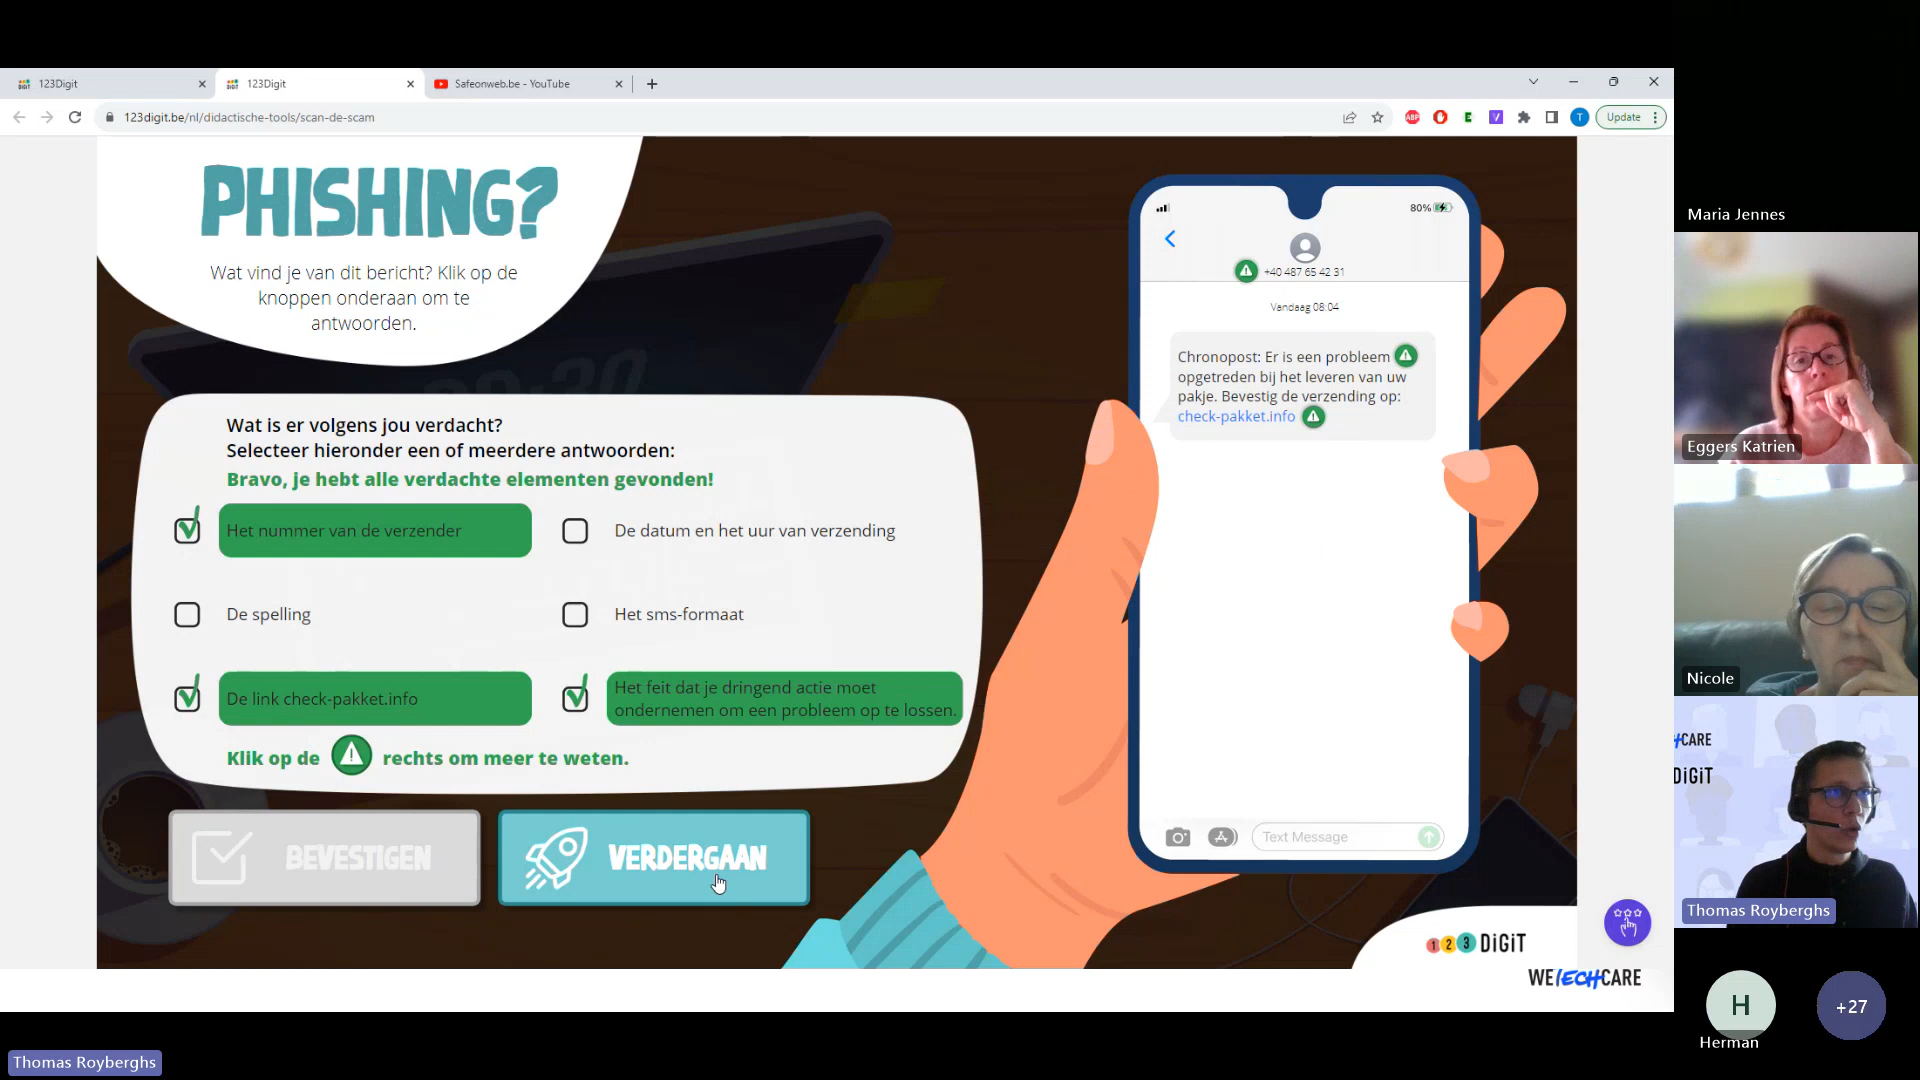 123Digit
123Digit
Safeonweb.be - YouTube
123digit.be/nl/didactische-tools/scan-de-scam
ABP
T
Update
PHISHING?
Wat vind je van dit bericht? Klik op de
knoppen onderaan om te
antwoorden.
Wat is er volgens jou verdacht?
Selecteer hieronder een of meerdere antwoorden:
Bravo, je hebt alle verdachte elementen gevonden!
Het nummer van de verzender
De datum en het uur van verzending
De spelling
Het sms-formaat
De link check-pakket.info
Het feit dat je dringend actie moet
ondernemen om een probleem op te lossen.
Klik op de rechts om meer te weten.
BEVESTIGEN
VERDERGAAN
80%
+40 487 65 42 31
Vandaag 08:04
Chronopost: Er is een probleem
opgetreden bij het leveren van uw
pakje. Bevestig de verzending op:
check-pakket.info
Text Message
1 2 3 DiGiT
WETECHCARE
Maria Jennes
Eggers Katrien
Nicole
CARE
DiGiT
Thomas Royberghs
H
Herman
+27
Thomas Royberghs